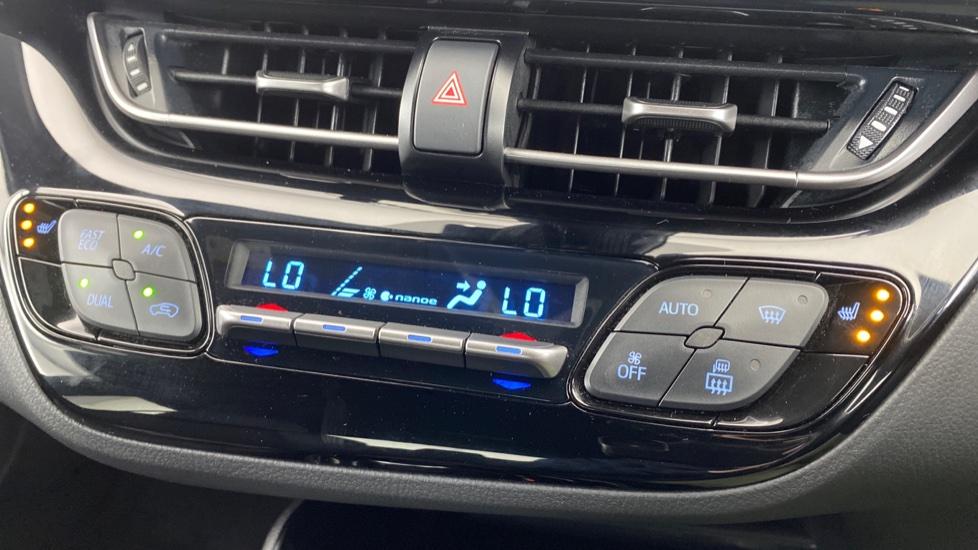 FAST
ECO
A/C
DUAL
LO
nanoe
LO
AUTO
OFF